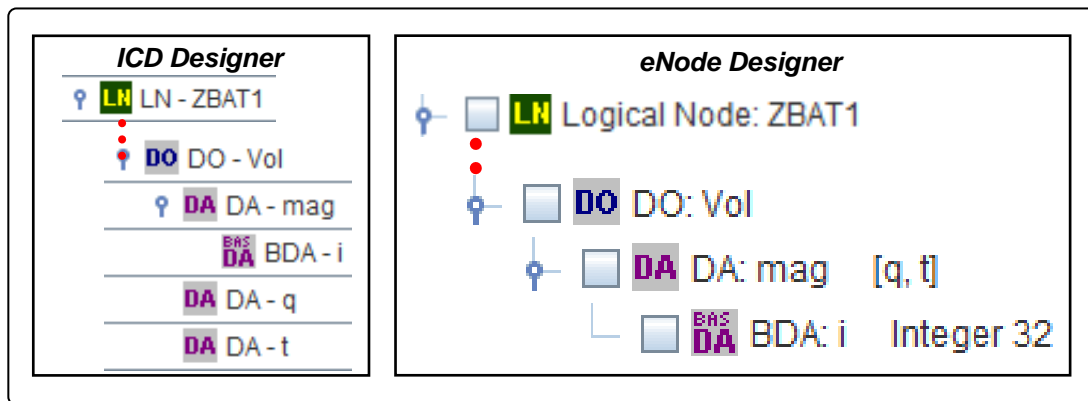 ICD Designer
LN LN - ZBAT1
DO DO - Vol
DA DA - mag
BAS DA BDA - i
DA DA - q
DA DA - t
eNode Designer
LN Logical Node: ZBAT1
DO DO: Vol
DA DA: mag [q, t]
BAS DA BDA: i Integer 32